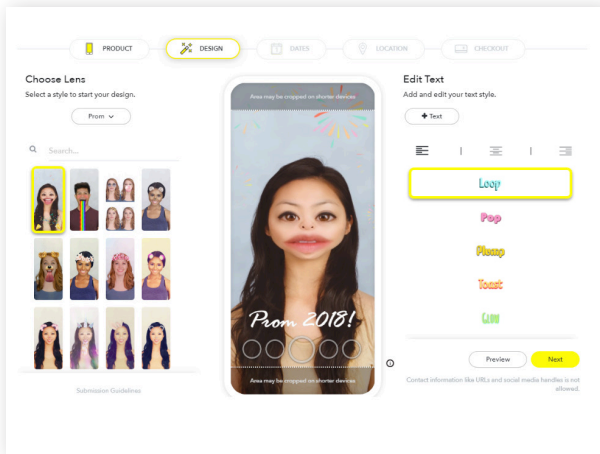 PRODUCT
DESIGN
DATES
LOCATION
CHECKOUT
Choose Lens
Select a style to start your design.
Prom
Search...
Submission Guidelines
Area may be cropped on shorter devices
Prom 2018!
Area may be cropped on shorter devices
Edit Text
Add and edit your text style.
+ Text
Loop
Pop
Plump
Toast
Preview
Next
Contact information like URLs and social media handles is not
allowed.